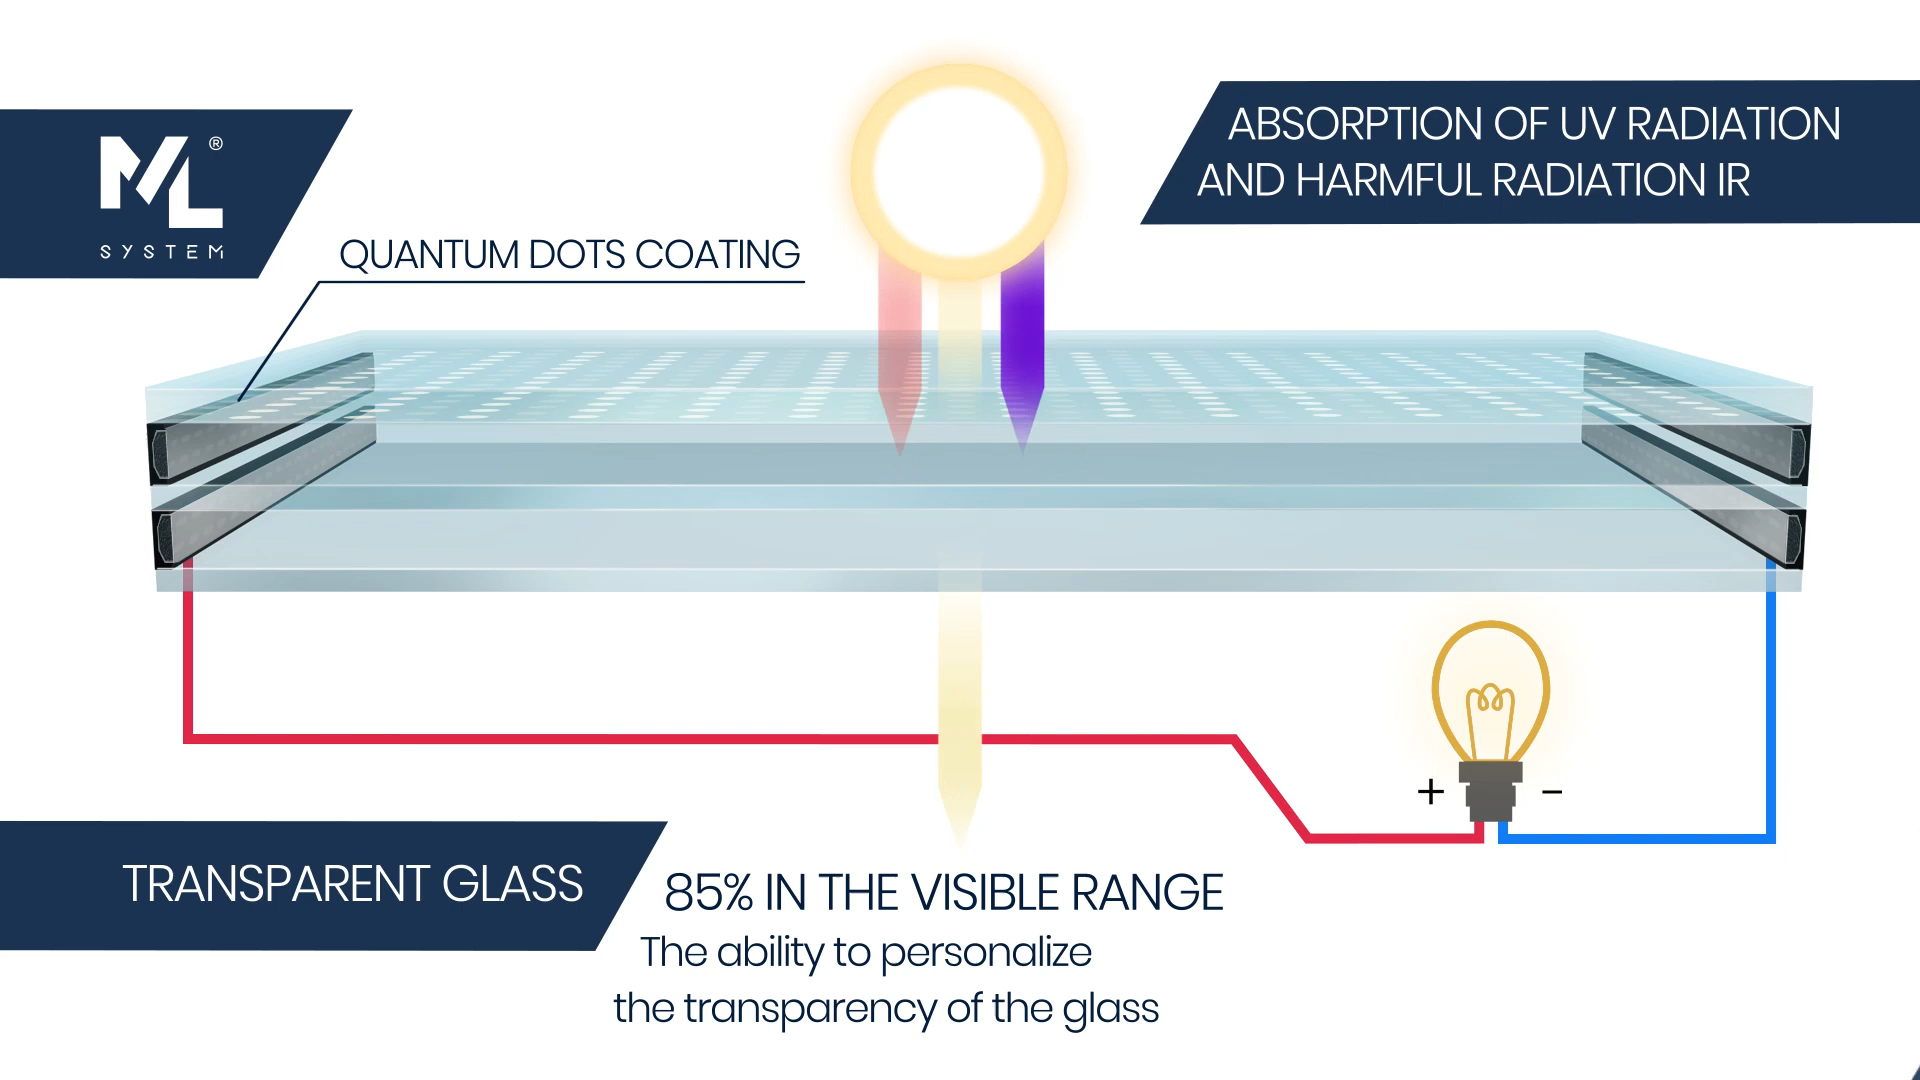 ML®
SYSTEM
ABSORPTION OF UV RADIATION
AND HARMFUL RADIATION IR
QUANTUM DOTS COATING
+ −
TRANSPARENT GLASS
85% IN THE VISIBLE RANGE
The ability to personalize
the transparency of the glass